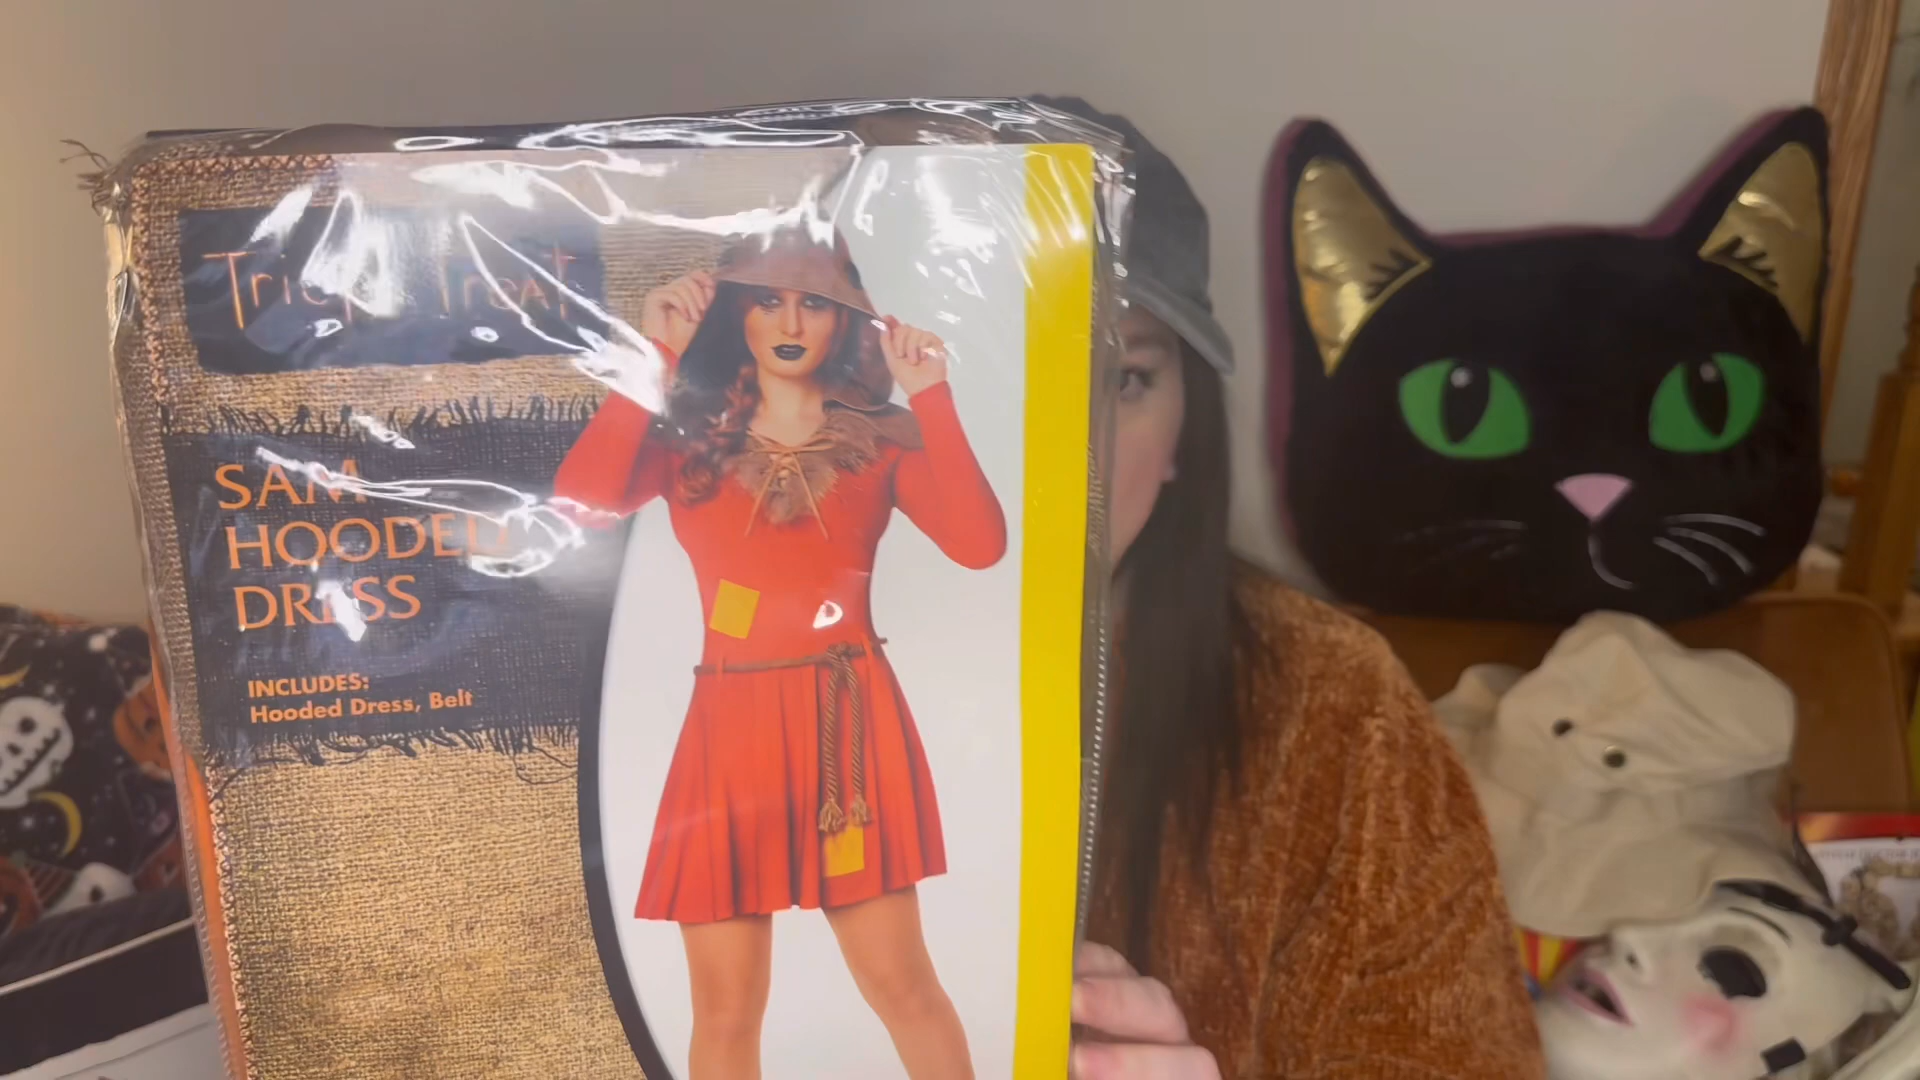 Trick Treat
SAM
HOODED
DRESS
INCLUDES:
Hooded Dress, Belt